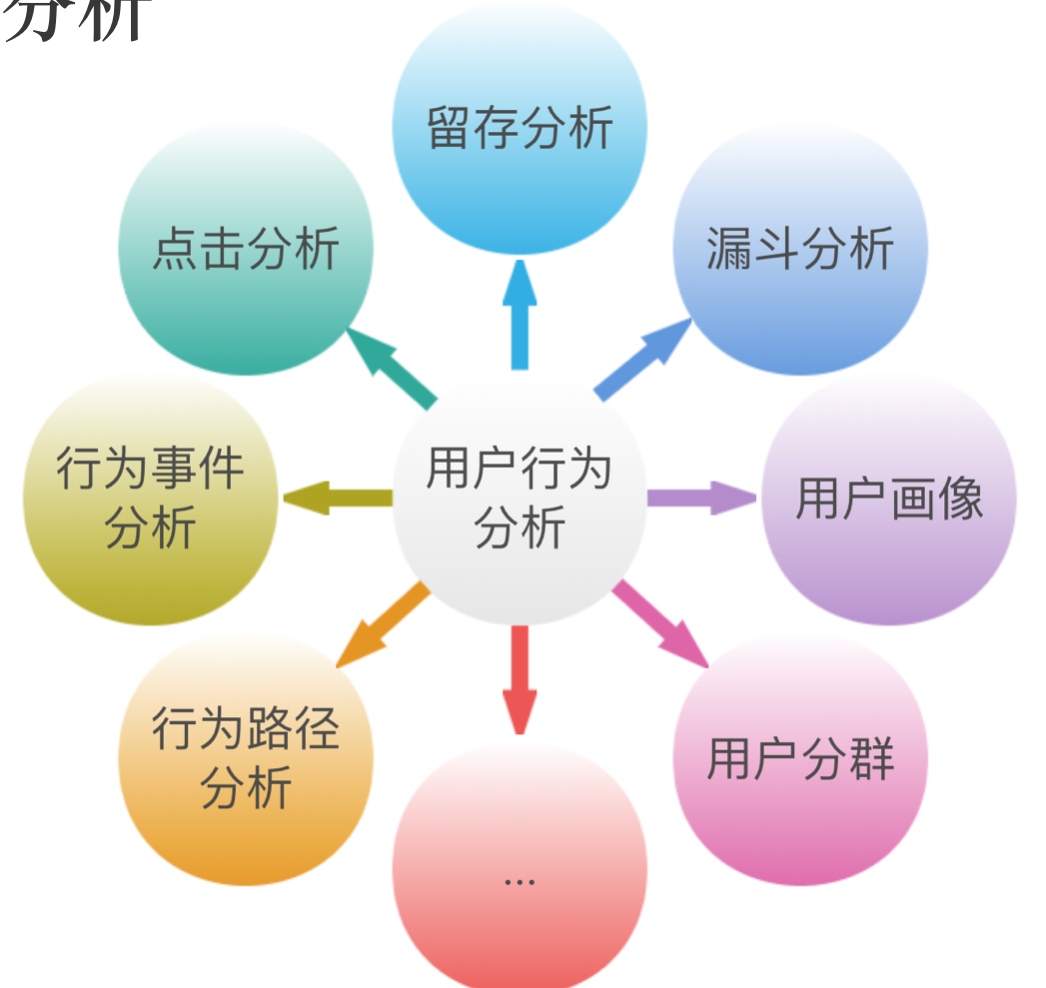 分析
留存分析
点击分析
漏斗分析
行为事件
分析
用户行为
分析
用户画像
行为路径
分析
用户分群
...